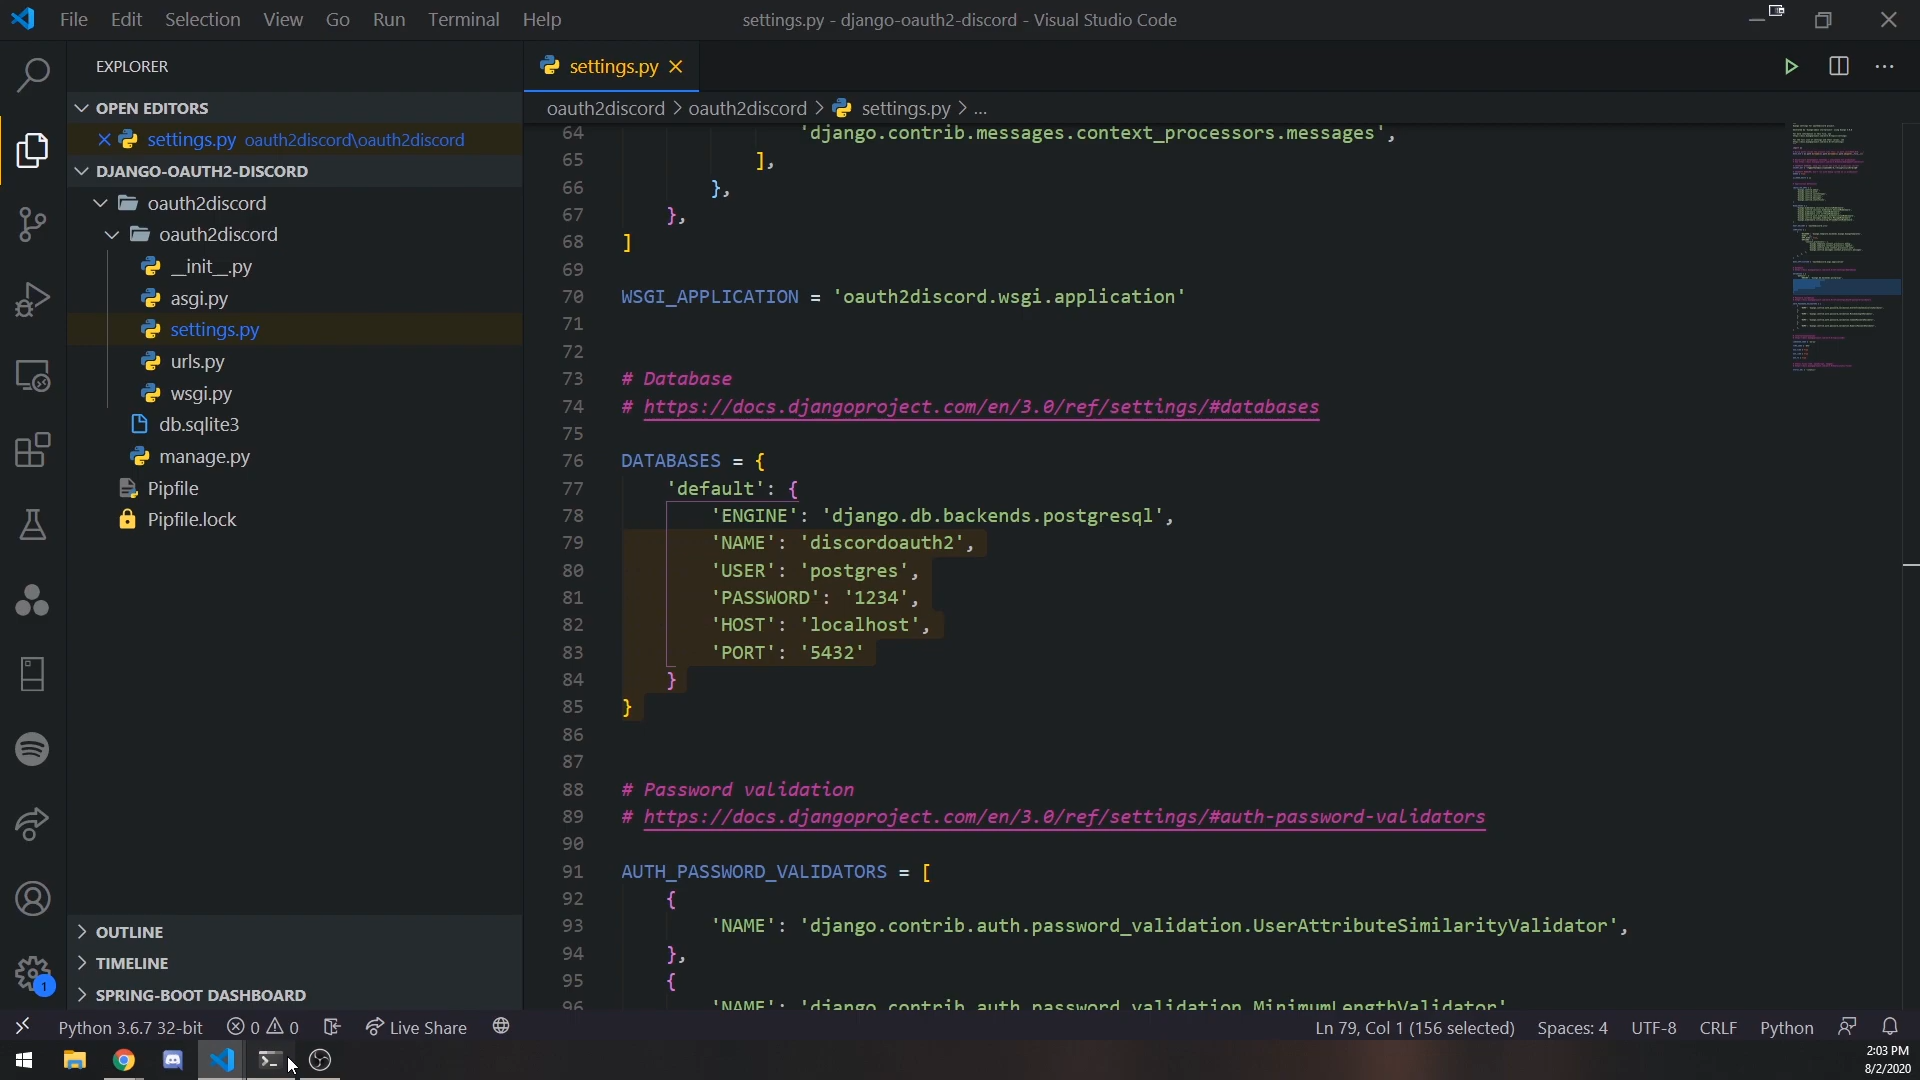 File Edit Selection View Go Run Terminal Help
settings.py - django-oauth2-discord - Visual Studio Code
EXPLORER
OPEN EDITORS
settings.py oauth2discord\oauth2discord
DJANGO-OAUTH2-DISCORD
oauth2discord
oauth2discord
__init__.py
asgi.py
settings.py
urls.py
wsgi.py
db.sqlite3
manage.py
Pipfile
Pipfile.lock
OUTLINE
TIMELINE
SPRING-BOOT DASHBOARD
1
settings.py
oauth2discord > oauth2discord > settings.py > ...
64 'django.contrib.messages.context_processors.messages',
65 ],
66 },
67 },
68 ]
69
70 WSGI_APPLICATION = 'oauth2discord.wsgi.application'
71
72
73 # Database
74 # https://docs.djangoproject.com/en/3.0/ref/settings/#databases
75
76 DATABASES = {
77 'default': {
78 'ENGINE': 'django.db.backends.postgresql',
79 'NAME': 'discordoauth2',
80 'USER': 'postgres',
81 'PASSWORD': '1234',
82 'HOST': 'localhost',
83 'PORT': '5432'
84 }
85 }
86
87
88 # Password validation
89 # https://docs.djangoproject.com/en/3.0/ref/settings/#auth-password-validators
90
91 AUTH_PASSWORD_VALIDATORS = [
92 {
93 'NAME': 'django.contrib.auth.password_validation.UserAttributeSimilarityValidator',
94 },
95 {
96 'NAME': 'django.contrib.auth.password_validation.MinimumLengthValidator'
Python 3.6.7 32-bit 0 0 Live Share
Ln 79, Col 1 (156 selected) Spaces: 4 UTF-8 CRLF Python
2:03 PM
8/2/2020